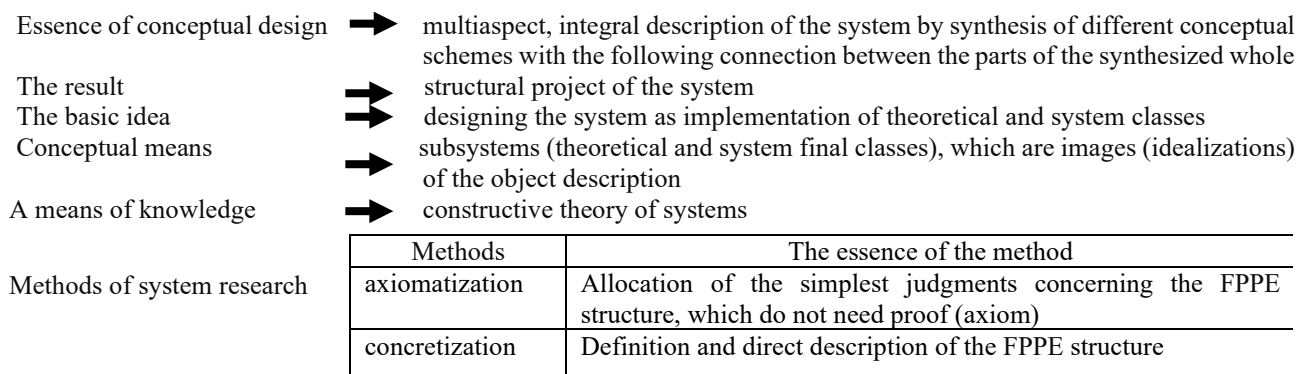 Essence of conceptual design multiaspect, integral description of the system by synthesis of different conceptual
schemes with the following connection between the parts of the synthesized whole
The result structural project of the system
The basic idea designing the system as implementation of theoretical and system classes
Conceptual means subsystems (theoretical and system final classes), which are images (idealizations)
of the object description
A means of knowledge constructive theory of systems
Methods The essence of the method
Methods of system research axiomatization Allocation of the simplest judgments concerning the FPPE
structure, which do not need proof (axiom)
concretization Definition and direct description of the FPPE structure